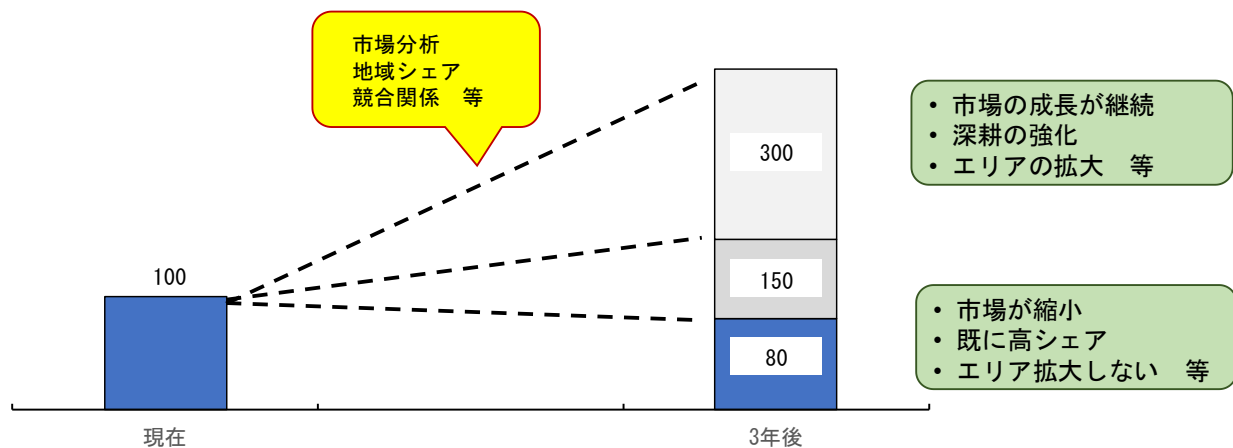 市場分析
地域シェア
競合関係　等
300
• 市場の成長が継続
• 深耕の強化
• エリアの拡大　等
100
150
80
• 市場が縮小
• 既に高シェア
• エリア拡大しない　等
現在
3年後